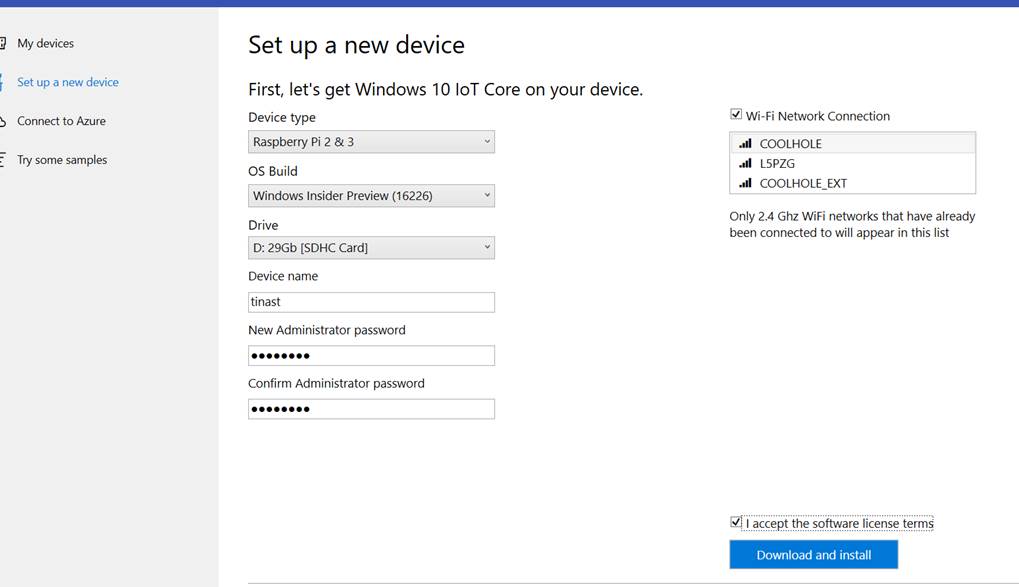 My devices
Set up a new device
Connect to Azure
Try some samples
Set up a new device
First, let's get Windows 10 IoT Core on your device.
Device type
Raspberry Pi 2 & 3
OS Build
Windows Insider Preview (16226)
Drive
D: 29Gb [SDHC Card]
Device name
tinast
New Administrator password
●●●●●●●●
Confirm Administrator password
●●●●●●●●
Wi-Fi Network Connection
COOLHOLE
L5PZG
COOLHOLE_EXT
Only 2.4 Ghz WiFi networks that have already
been connected to will appear in this list
I accept the software license terms
Download and install